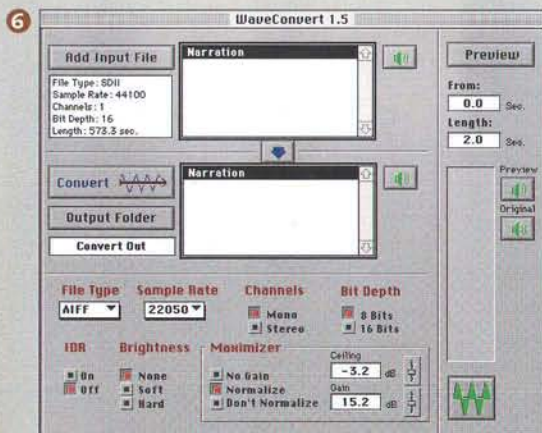 6
WaveConvert 1.5
Add Input File
Narration
File Type: SDII
Sample Rate: 44100
Channels: 1
Bit Depth: 16
Length: 573.3 sec.
Preview
From:
0.0 Sec.
Length:
2.0 Sec.
Convert
Narration
Output Folder
Convert Out
Preview
Original
File Type
AIFF
Sample Rate
22050
Channels
Mono
Stereo
Bit Depth
8 Bits
16 Bits
IDR
On
Off
Brightness
None
Soft
Hard
Maximizer
No Gain
Normalize
Don't Normalize
Ceiling
-3.2 dB
Gain
15.2 dB